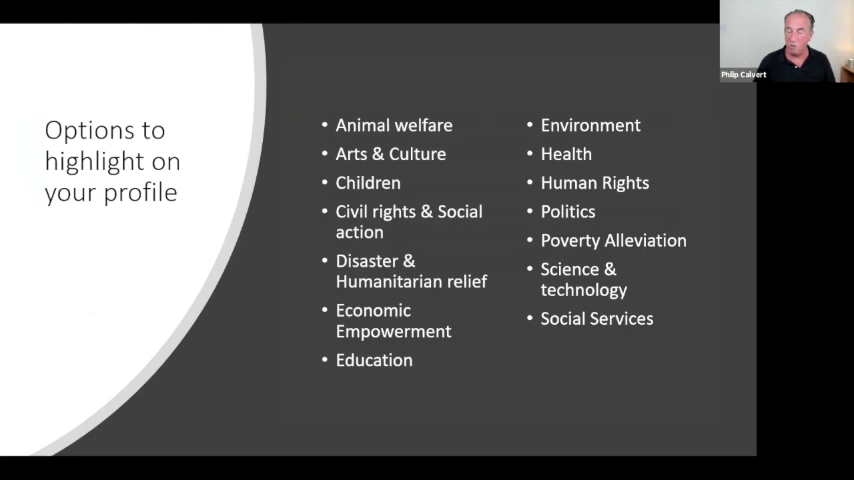 Philip Calvert
Options to
highlight on
your profile
• Animal welfare
• Arts & Culture
• Children
• Civil rights & Social
action
• Disaster &
Humanitarian relief
• Economic
Empowerment
• Education
• Environment
• Health
• Human Rights
• Politics
• Poverty Alleviation
• Science &
technology
• Social Services